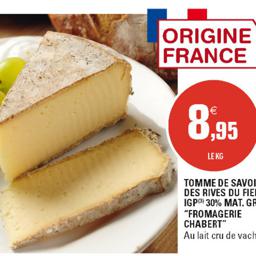 ORIGINE
FRANCE
8€,95
LE KG
TOMME DE SAVOI
DES RIVES DU FIE
IGP 30% MAT. GR
"FROMAGERIE
CHABERT"
Au lait cru de vach